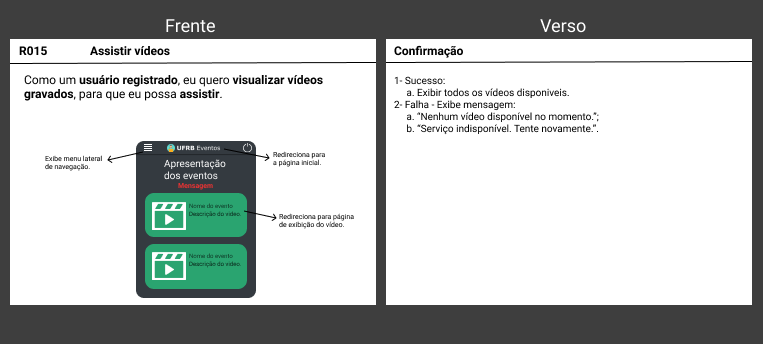 Frente
R015 Assistir vídeos
Como um usuário registrado, eu quero visualizar vídeos
gravados, para que eu possa assistir.
Exibe menu lateral
de navegação.
UFRB Eventos
Redireciona para
a página inicial.
Apresentação
dos eventos
Mensagem
Nome do evento
Descrição do vídeo.
Redireciona para página
de exibição do vídeo.
Nome do evento
Descrição do vídeo.
Verso
Confirmação
1- Sucesso:
a. Exibir todos os vídeos disponiveis.
2- Falha - Exibe mensagem:
a. “Nenhum vídeo disponível no momento.”;
b. “Serviço indisponível. Tente novamente.”.